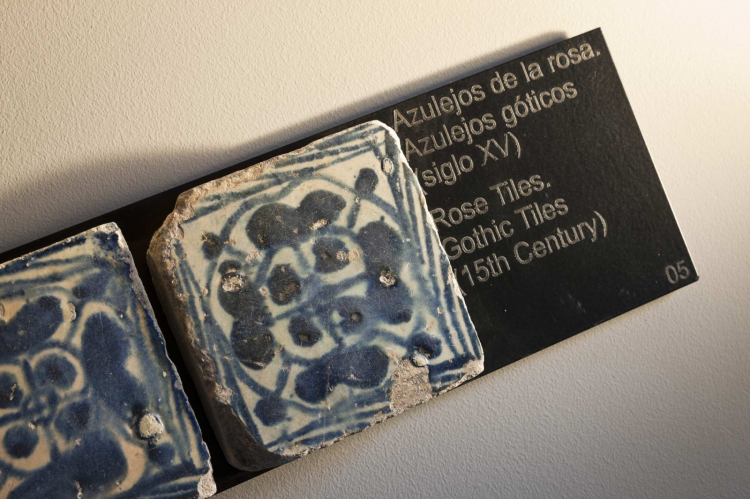 Azulejos de la rosa.
Azulejos góticos
(siglo XV)
Rose Tiles.
Gothic Tiles
(15th Century)
05